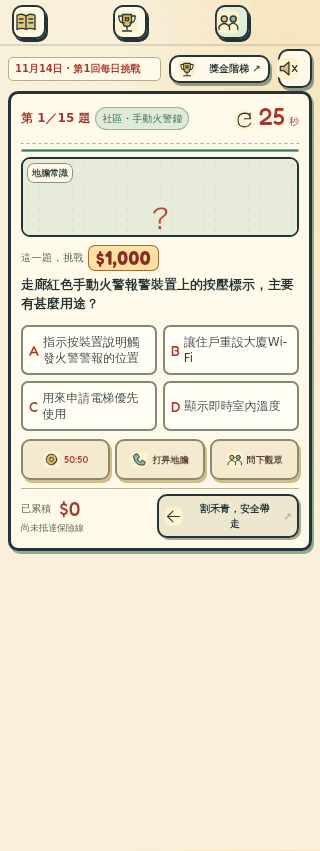 11月14日・第1回每日挑戰
獎金階梯 ↗
第 1／15 題
社區・手動火警鐘
25 秒
地膽常識
?
這一題，挑戰 $1,000
走廊紅色手動火警報警裝置上的按壓標示，主要
有甚麼用途？
A 指示按裝置說明觸
發火警警報的位置
B 讓住戶重設大廈Wi-
Fi
C 用來申請電梯優先
使用
D 顯示即時室內溫度
50:50
打畀地膽
問下觀眾
已累積 $0
尚未抵達保險線
← 割禾青，安全帶
走 ↗